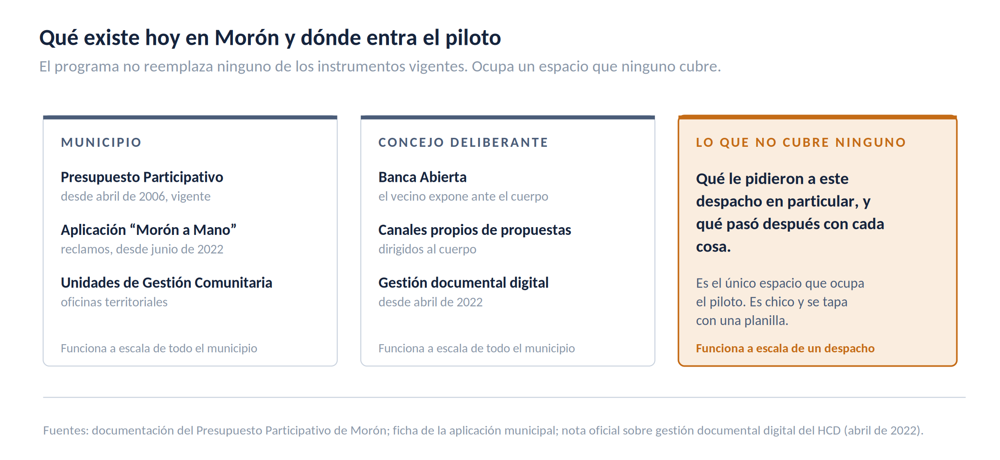 Qué existe hoy en Morón y dónde entra el piloto
El programa no reemplaza ninguno de los instrumentos vigentes. Ocupa un espacio que ninguno cubre.
MUNICIPIO
Presupuesto Participativo
desde abril de 2006, vigente
Aplicación “Morón a Mano”
reclamos, desde junio de 2022
Unidades de Gestión Comunitaria
oficinas territoriales
Funciona a escala de todo el municipio
CONCEJO DELIBERANTE
Banca Abierta
el vecino expone ante el cuerpo
Canales propios de propuestas
dirigidos al cuerpo
Gestión documental digital
desde abril de 2022
Funciona a escala de todo el municipio
LO QUE NO CUBRE NINGUNO
Qué le pidieron a este
despacho en particular, y
qué pasó después con cada
cosa.
Es el único espacio que ocupa
el piloto. Es chico y se tapa
con una planilla.
Funciona a escala de un despacho
Fuentes: documentación del Presupuesto Participativo de Morón; ficha de la aplicación municipal; nota oficial sobre gestión documental digital del HCD (abril de 2022).